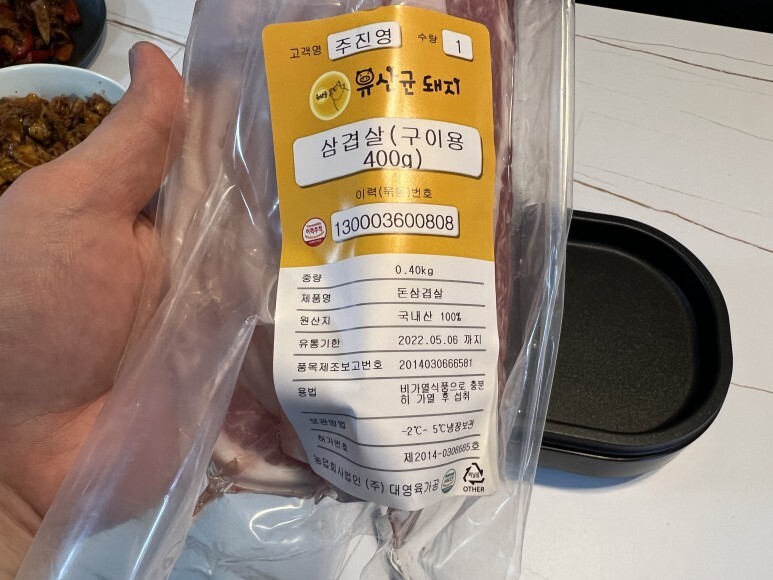 고객명 주진영 수량 1
유산균 돼지
삼겹살(구이용
400g)
이력(묶음)번호
130003600808
중량 0.40kg
제품명 돈삼겹살
원산지 국내산 100%
유통기한 2022.05.06 까지
품목제조보고번호 2014030666581
용법 비가열식품으로 충분
히 가열 후 섭취
보관방법 -2℃- 5℃냉장보관
허가번호 제2014-0306665호
농업회사법인 (주) 대영육가공
OTHER